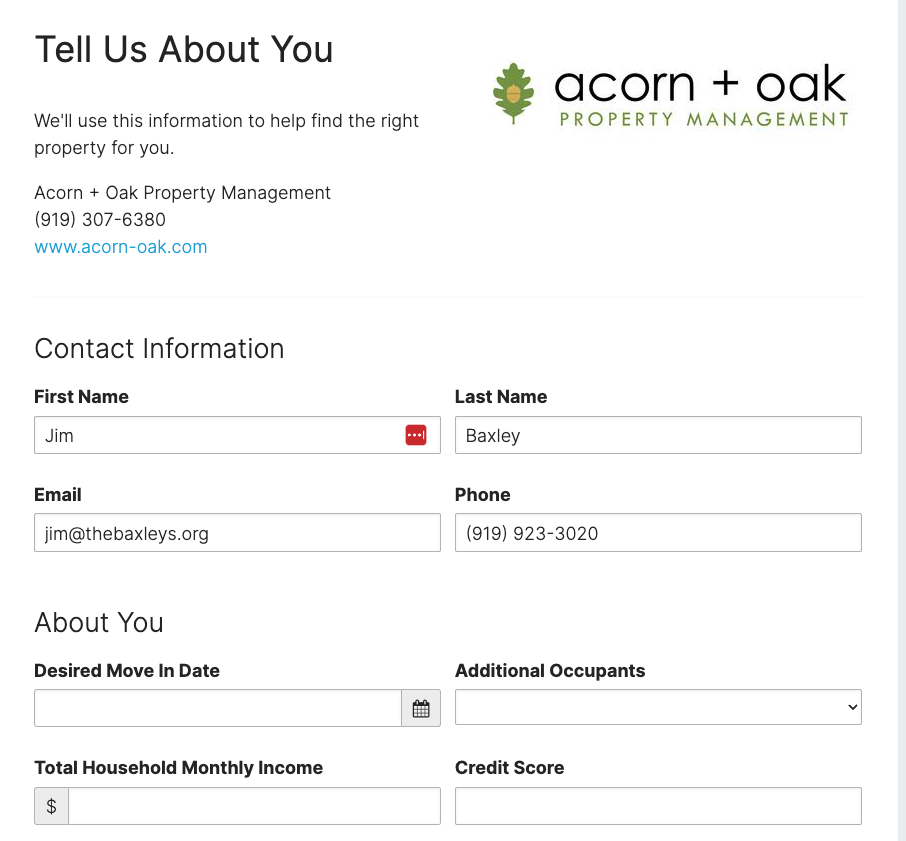 Tell Us About You
acorn + oak
PROPERTY MANAGEMENT
We'll use this information to help find the right
property for you.
Acorn + Oak Property Management
(919) 307-6380
www.acorn-oak.com
Contact Information
First Name
Last Name
Jim
Baxley
Email
Phone
jim@thebaxleys.org
(919) 923-3020
About You
Desired Move In Date
Additional Occupants
Total Household Monthly Income
Credit Score
$